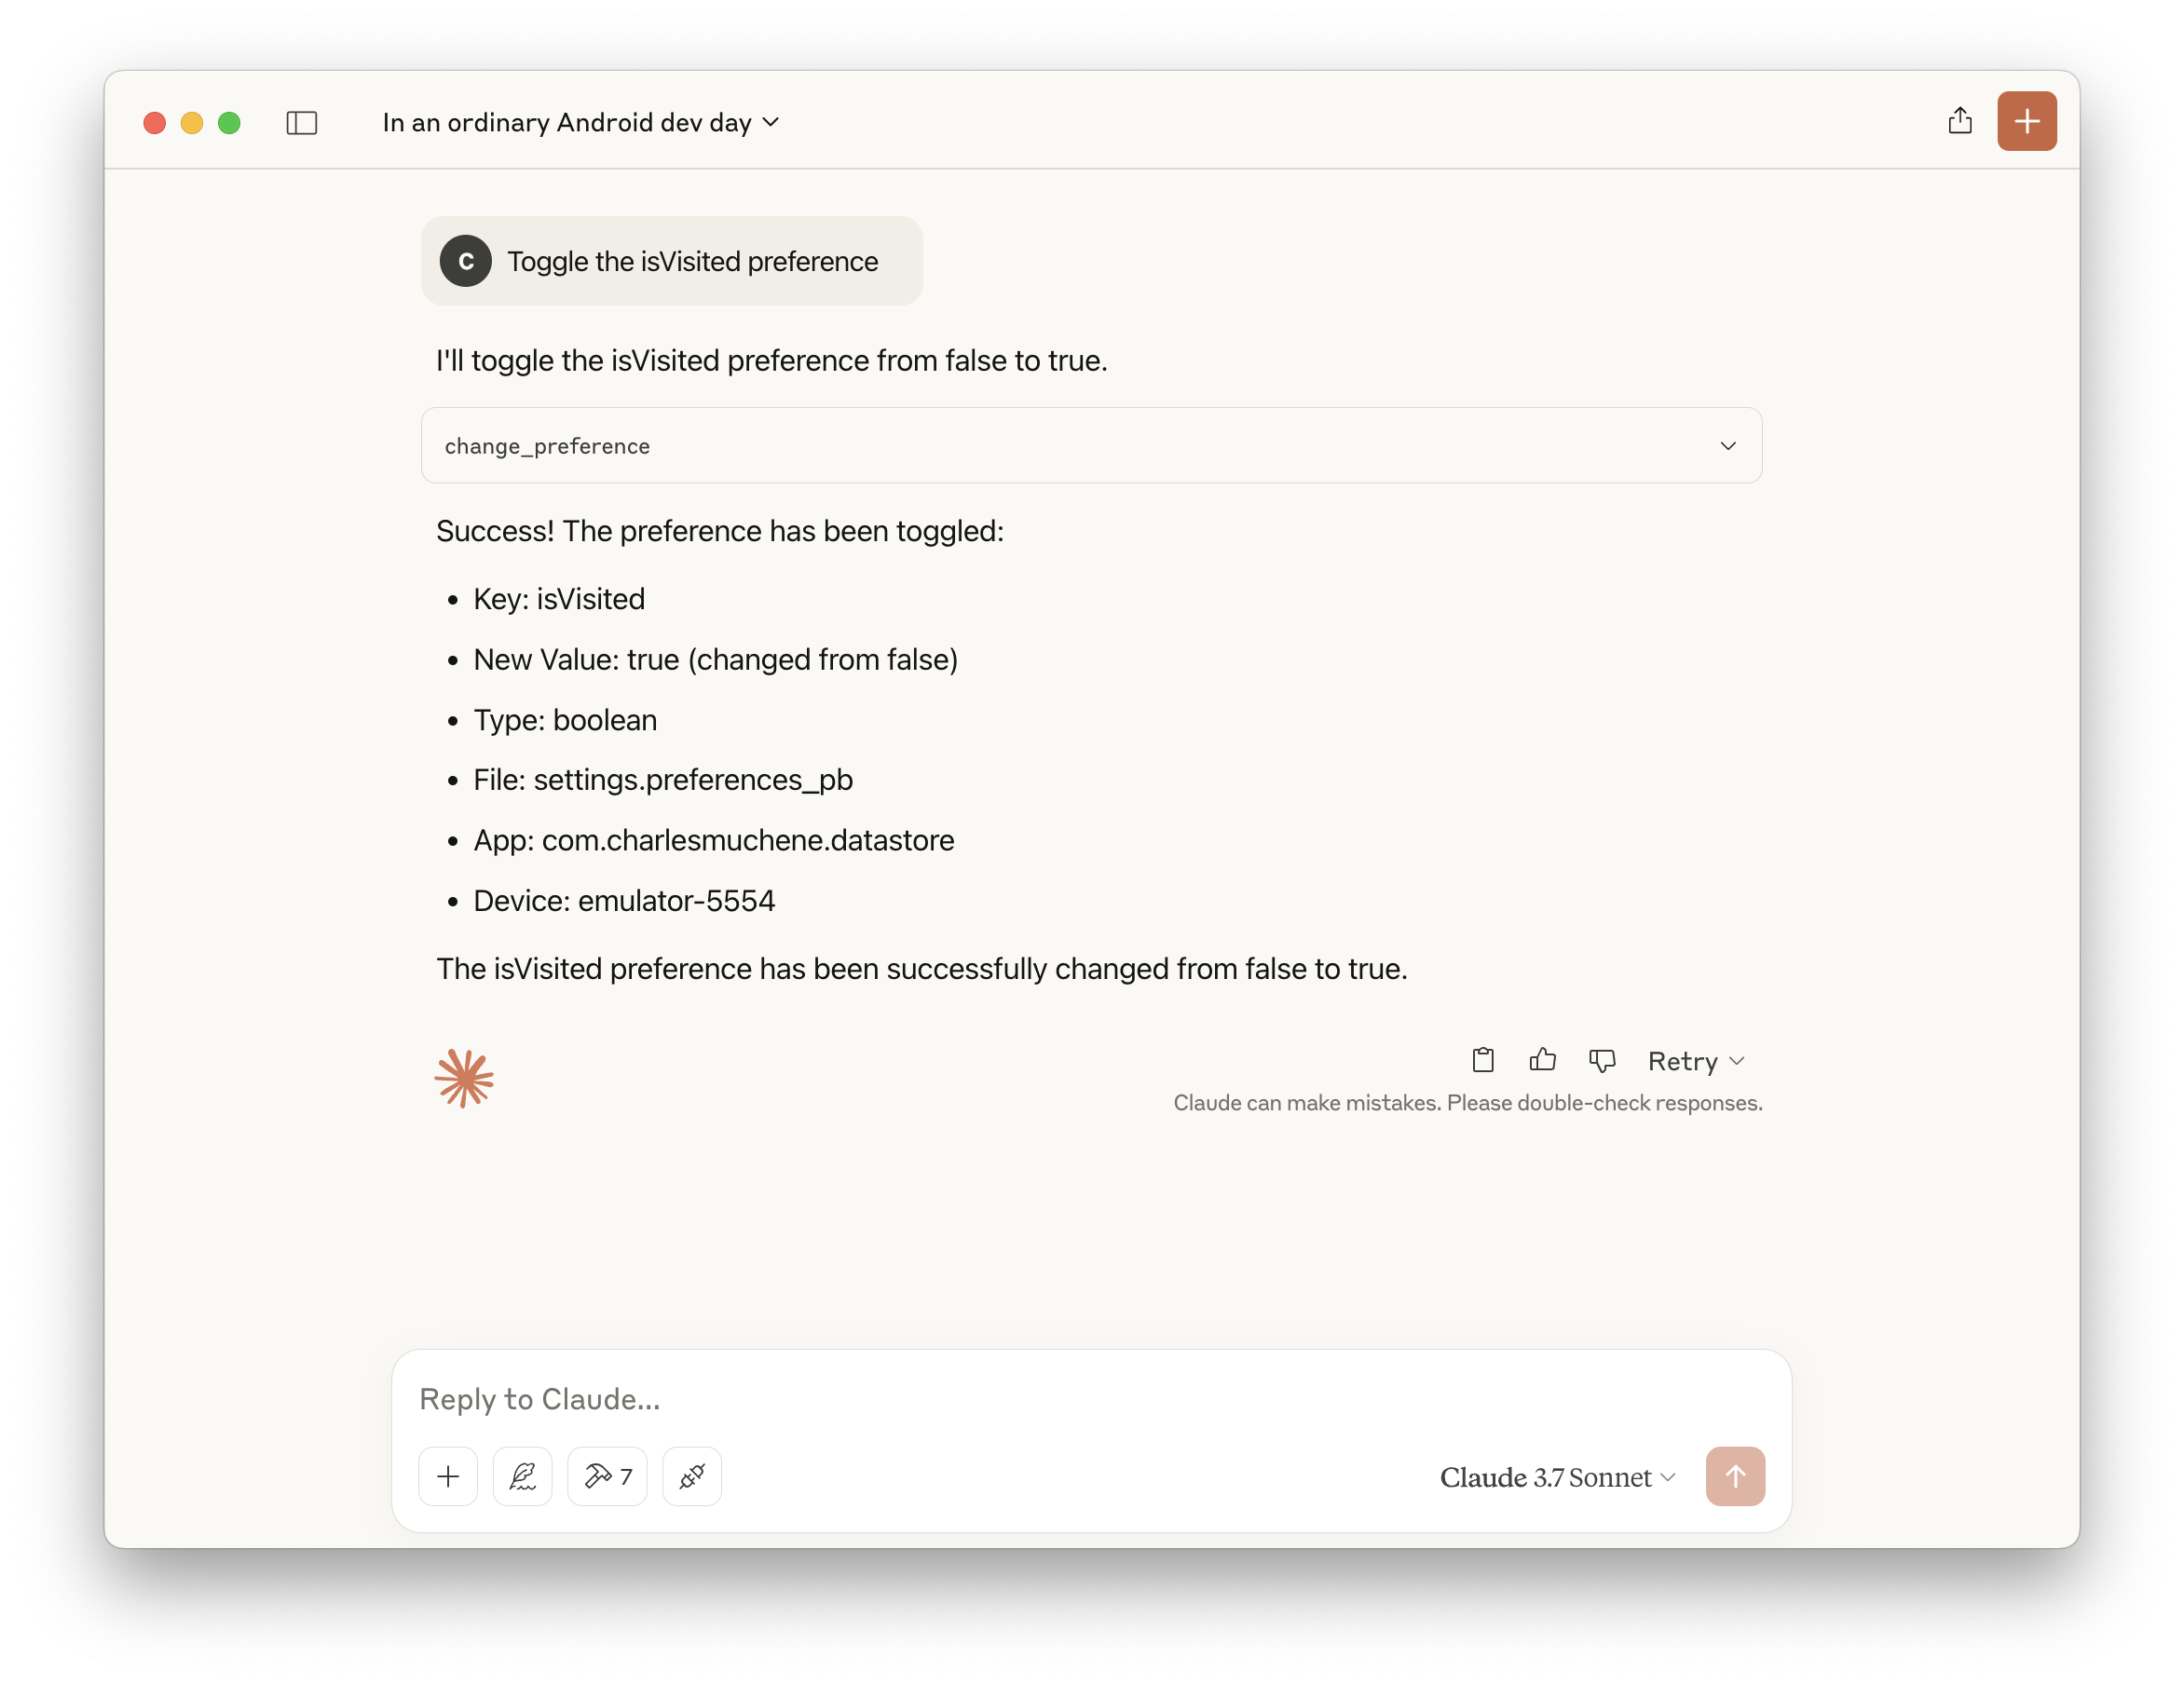 In an ordinary Android dev day
C
Toggle the isVisited preference
I'll toggle the isVisited preference from false to true.
change_preference
Success! The preference has been toggled:
• Key: isVisited
• New Value: true (changed from false)
• Type: boolean
• File: settings.preferences_pb
• App: com.charlesmuchene.datastore
• Device: emulator-5554
The isVisited preference has been successfully changed from false to true.
Retry
Claude can make mistakes. Please double-check responses.
Reply to Claude...
7
Claude 3.7 Sonnet